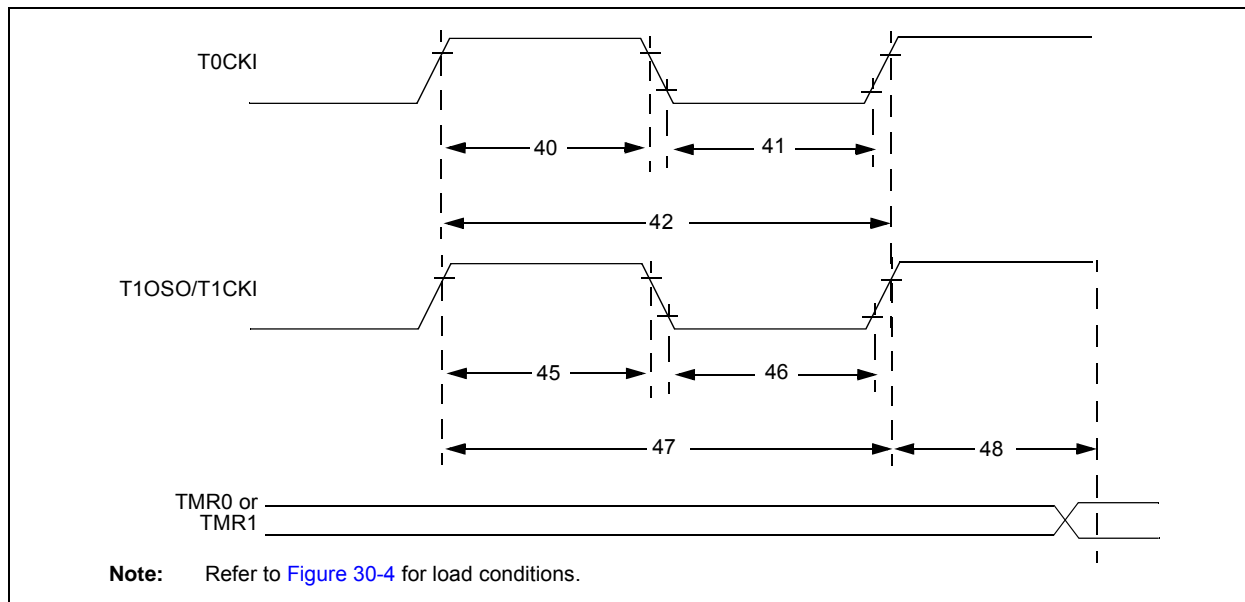 T0CKI
40
41
42
T1OSO/T1CKI
45
46
47
48
TMR0 or
TMR1
Note: Refer to Figure 30-4 for load conditions.